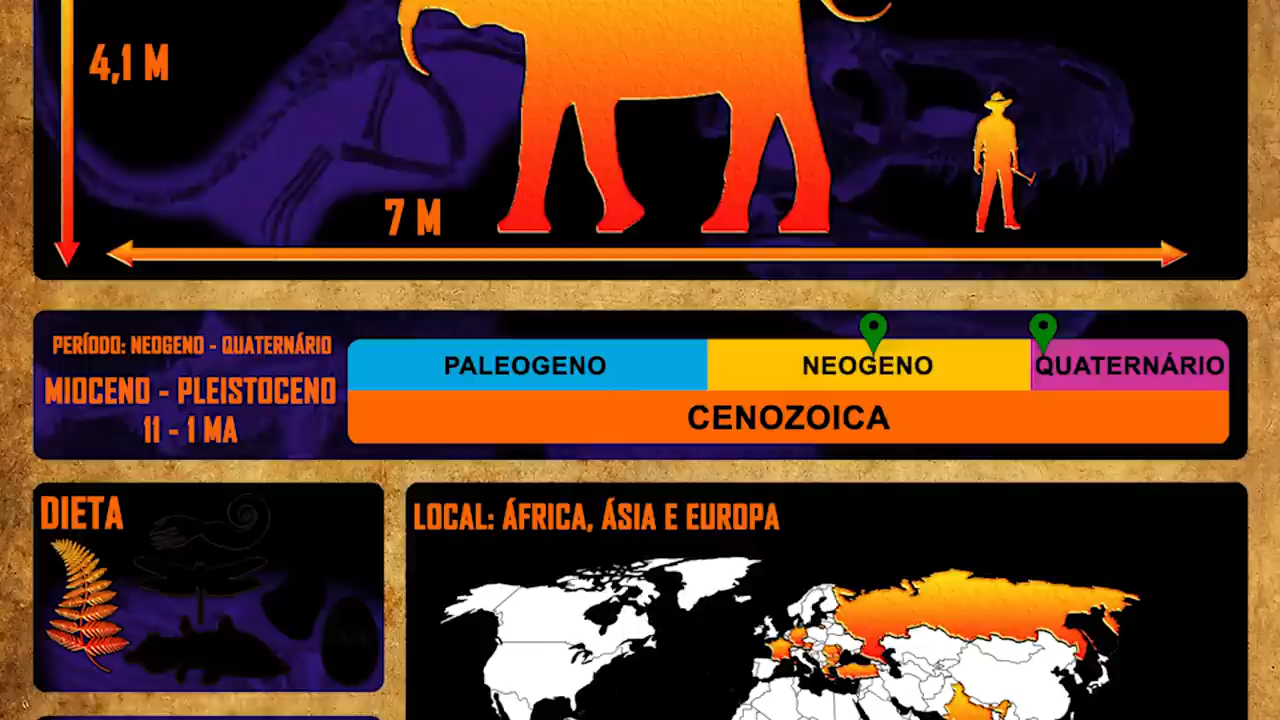 4,1 M
7 M
PERÍODO: NEOGENO - QUATERNÁRIO
MIOCENO - PLEISTOCENO
11 - 1 MA
PALEOGENO
NEOGENO
QUATERNÁRIO
CENOZOICA
DIETA
LOCAL: ÁFRICA, ÁSIA E EUROPA